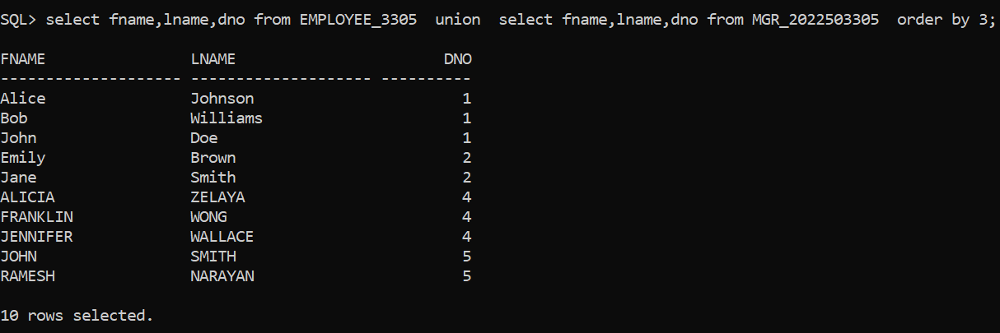 SQL> select fname,lname,dno from EMPLOYEE_3305  union  select fname,lname,dno from MGR_2022503305  order by 3;
FNAME                LNAME                       DNO
-------------------- -------------------- ----------
Alice                Johnson                       1
Bob                  Williams                      1
John                 Doe                           1
Emily                Brown                         2
Jane                 Smith                         2
ALICIA               ZELAYA                        4
FRANKLIN             WONG                          4
JENNIFER             WALLACE                       4
JOHN                 SMITH                         5
RAMESH               NARAYAN                       5
10 rows selected.